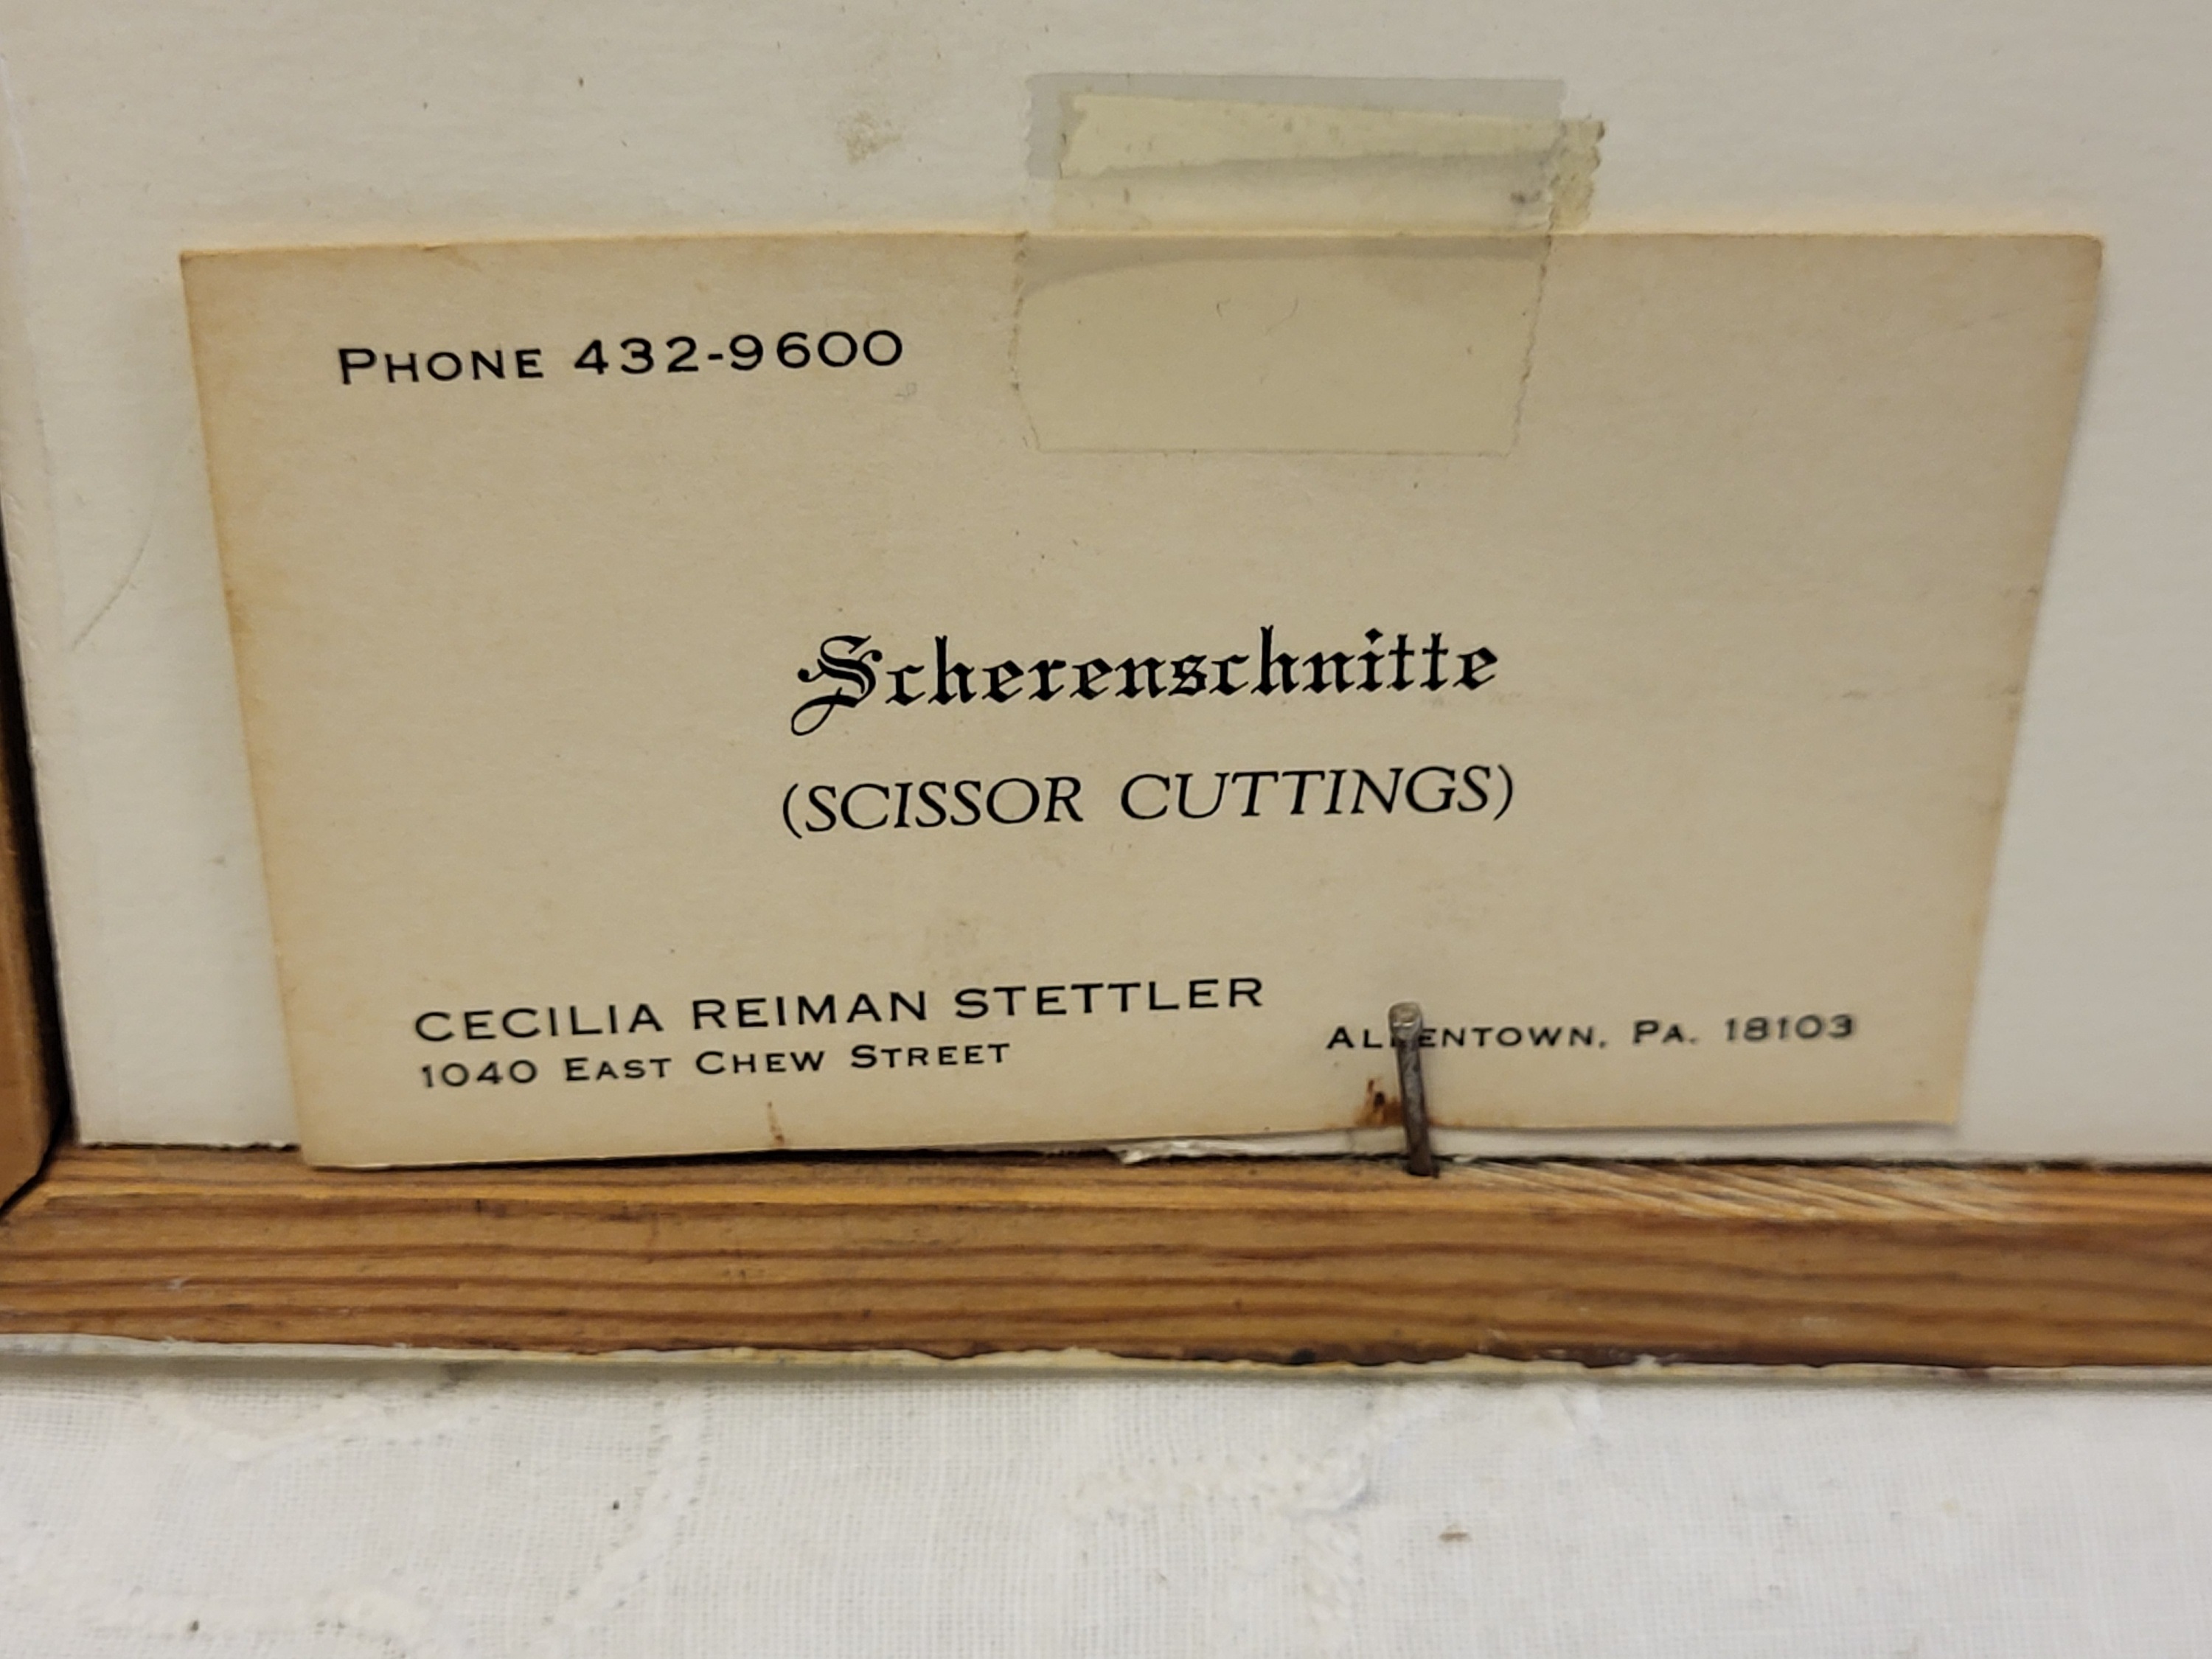 PHONE 432-9600
Scherenschnitte
(SCISSOR CUTTINGS)
CECILIA REIMAN STETTLER
1040 EAST CHEW STREET
ALLENTOWN, PA. 18103